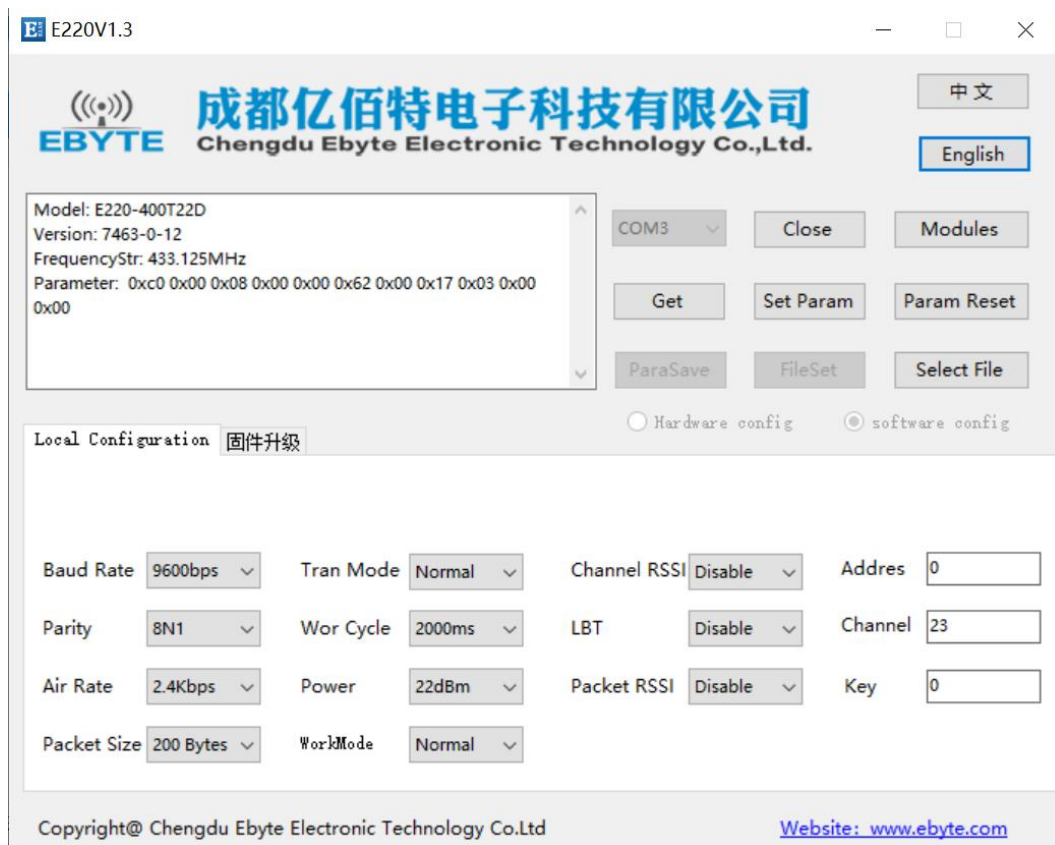 E220V1.3
EBYTE
成都亿佰特电子科技有限公司
Chengdu Ebyte Electronic Technology Co.,Ltd.
中文
English
Model: E220-400T22D
Version: 7463-0-12
FrequencyStr: 433.125MHz
Parameter: 0xc0 0x00 0x08 0x00 0x00 0x62 0x00 0x17 0x03 0x00
0x00
COM3 Close Modules
Get Set Param Param Reset
ParaSave FileSet Select File
Hardware config software config
Local Configuration 固件升级
Baud Rate 9600bps Tran Mode Normal Channel RSSI Disable Addres 0
Parity 8N1 Wor Cycle 2000ms LBT Disable Channel 23
Air Rate 2.4Kbps Power 22dBm Packet RSSI Disable Key 0
Packet Size 200 Bytes WorkMode Normal
Copyright@ Chengdu Ebyte Electronic Technology Co.Ltd Website: www.ebyte.com